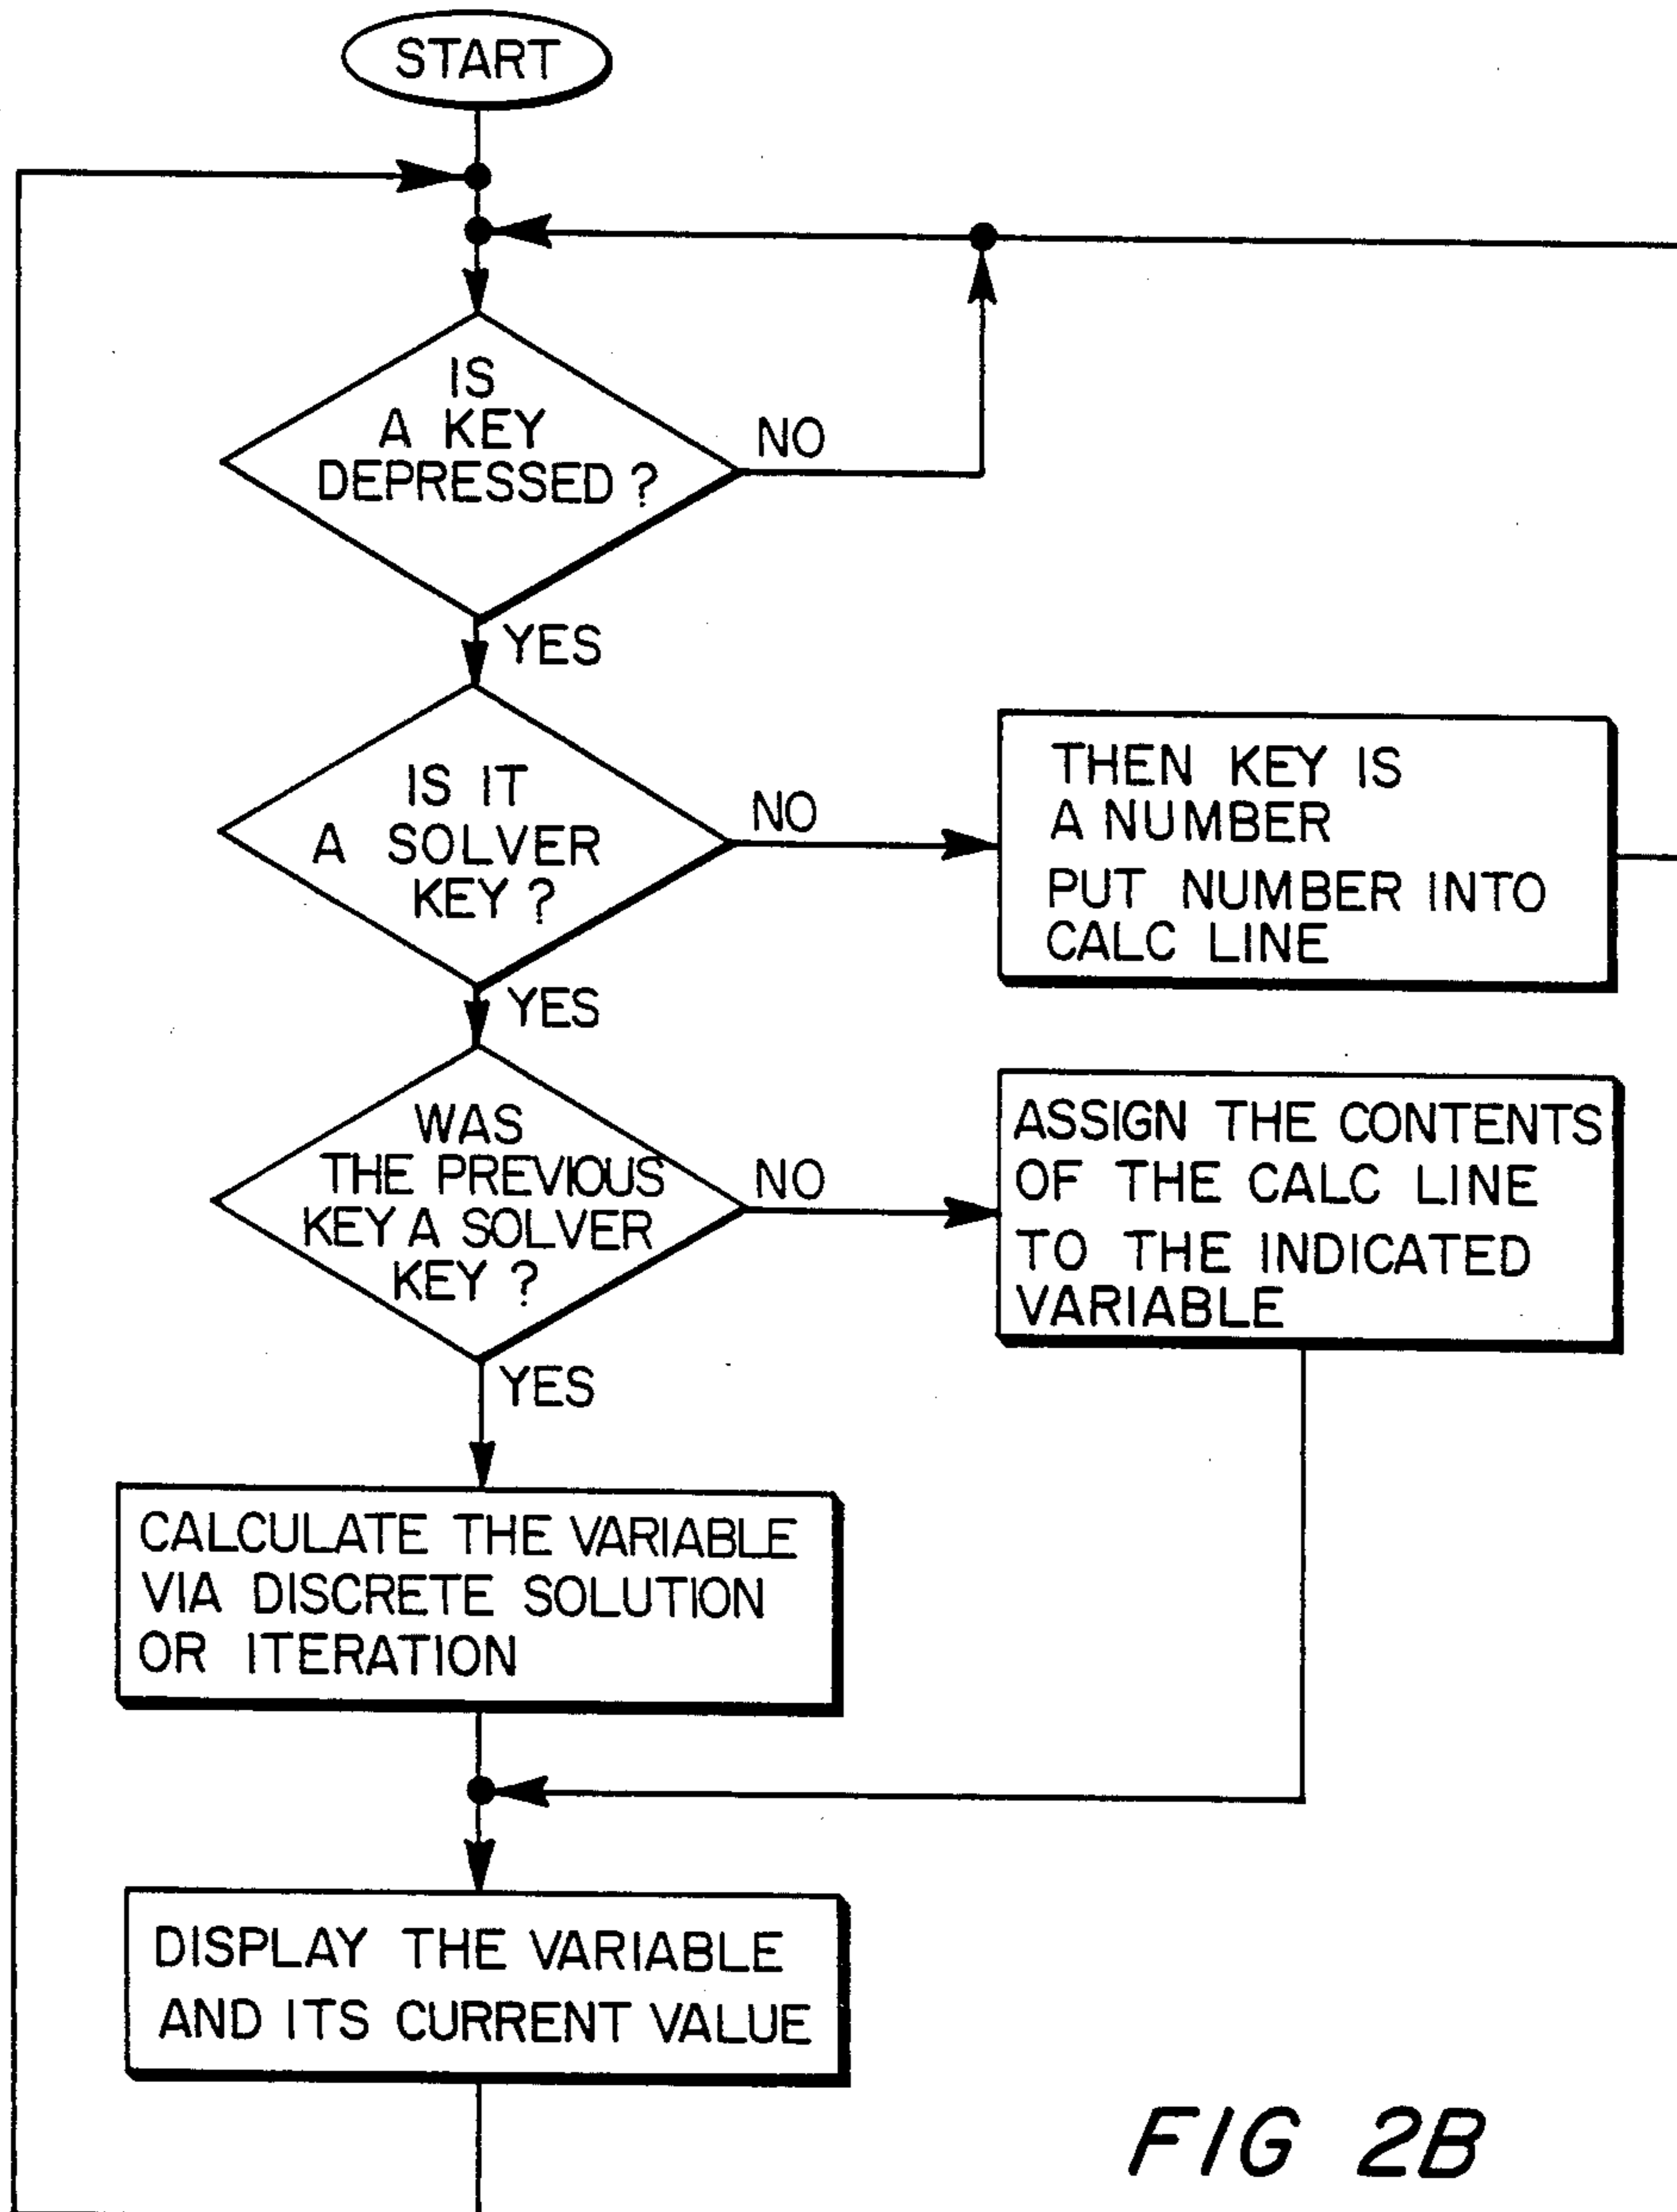 START
IS
A KEY
DEPRESSED ?
NO
YES
IS IT
A SOLVER
KEY ?
NO
THEN KEY IS
A NUMBER
PUT NUMBER INTO
CALC LINE
YES
WAS
THE PREVIOUS
KEY A SOLVER
KEY ?
NO
ASSIGN THE CONTENTS
OF THE CALC LINE
TO THE INDICATED
VARIABLE
YES
CALCULATE THE VARIABLE
VIA DISCRETE SOLUTION
OR ITERATION
DISPLAY THE VARIABLE
AND ITS CURRENT VALUE
FIG 2B